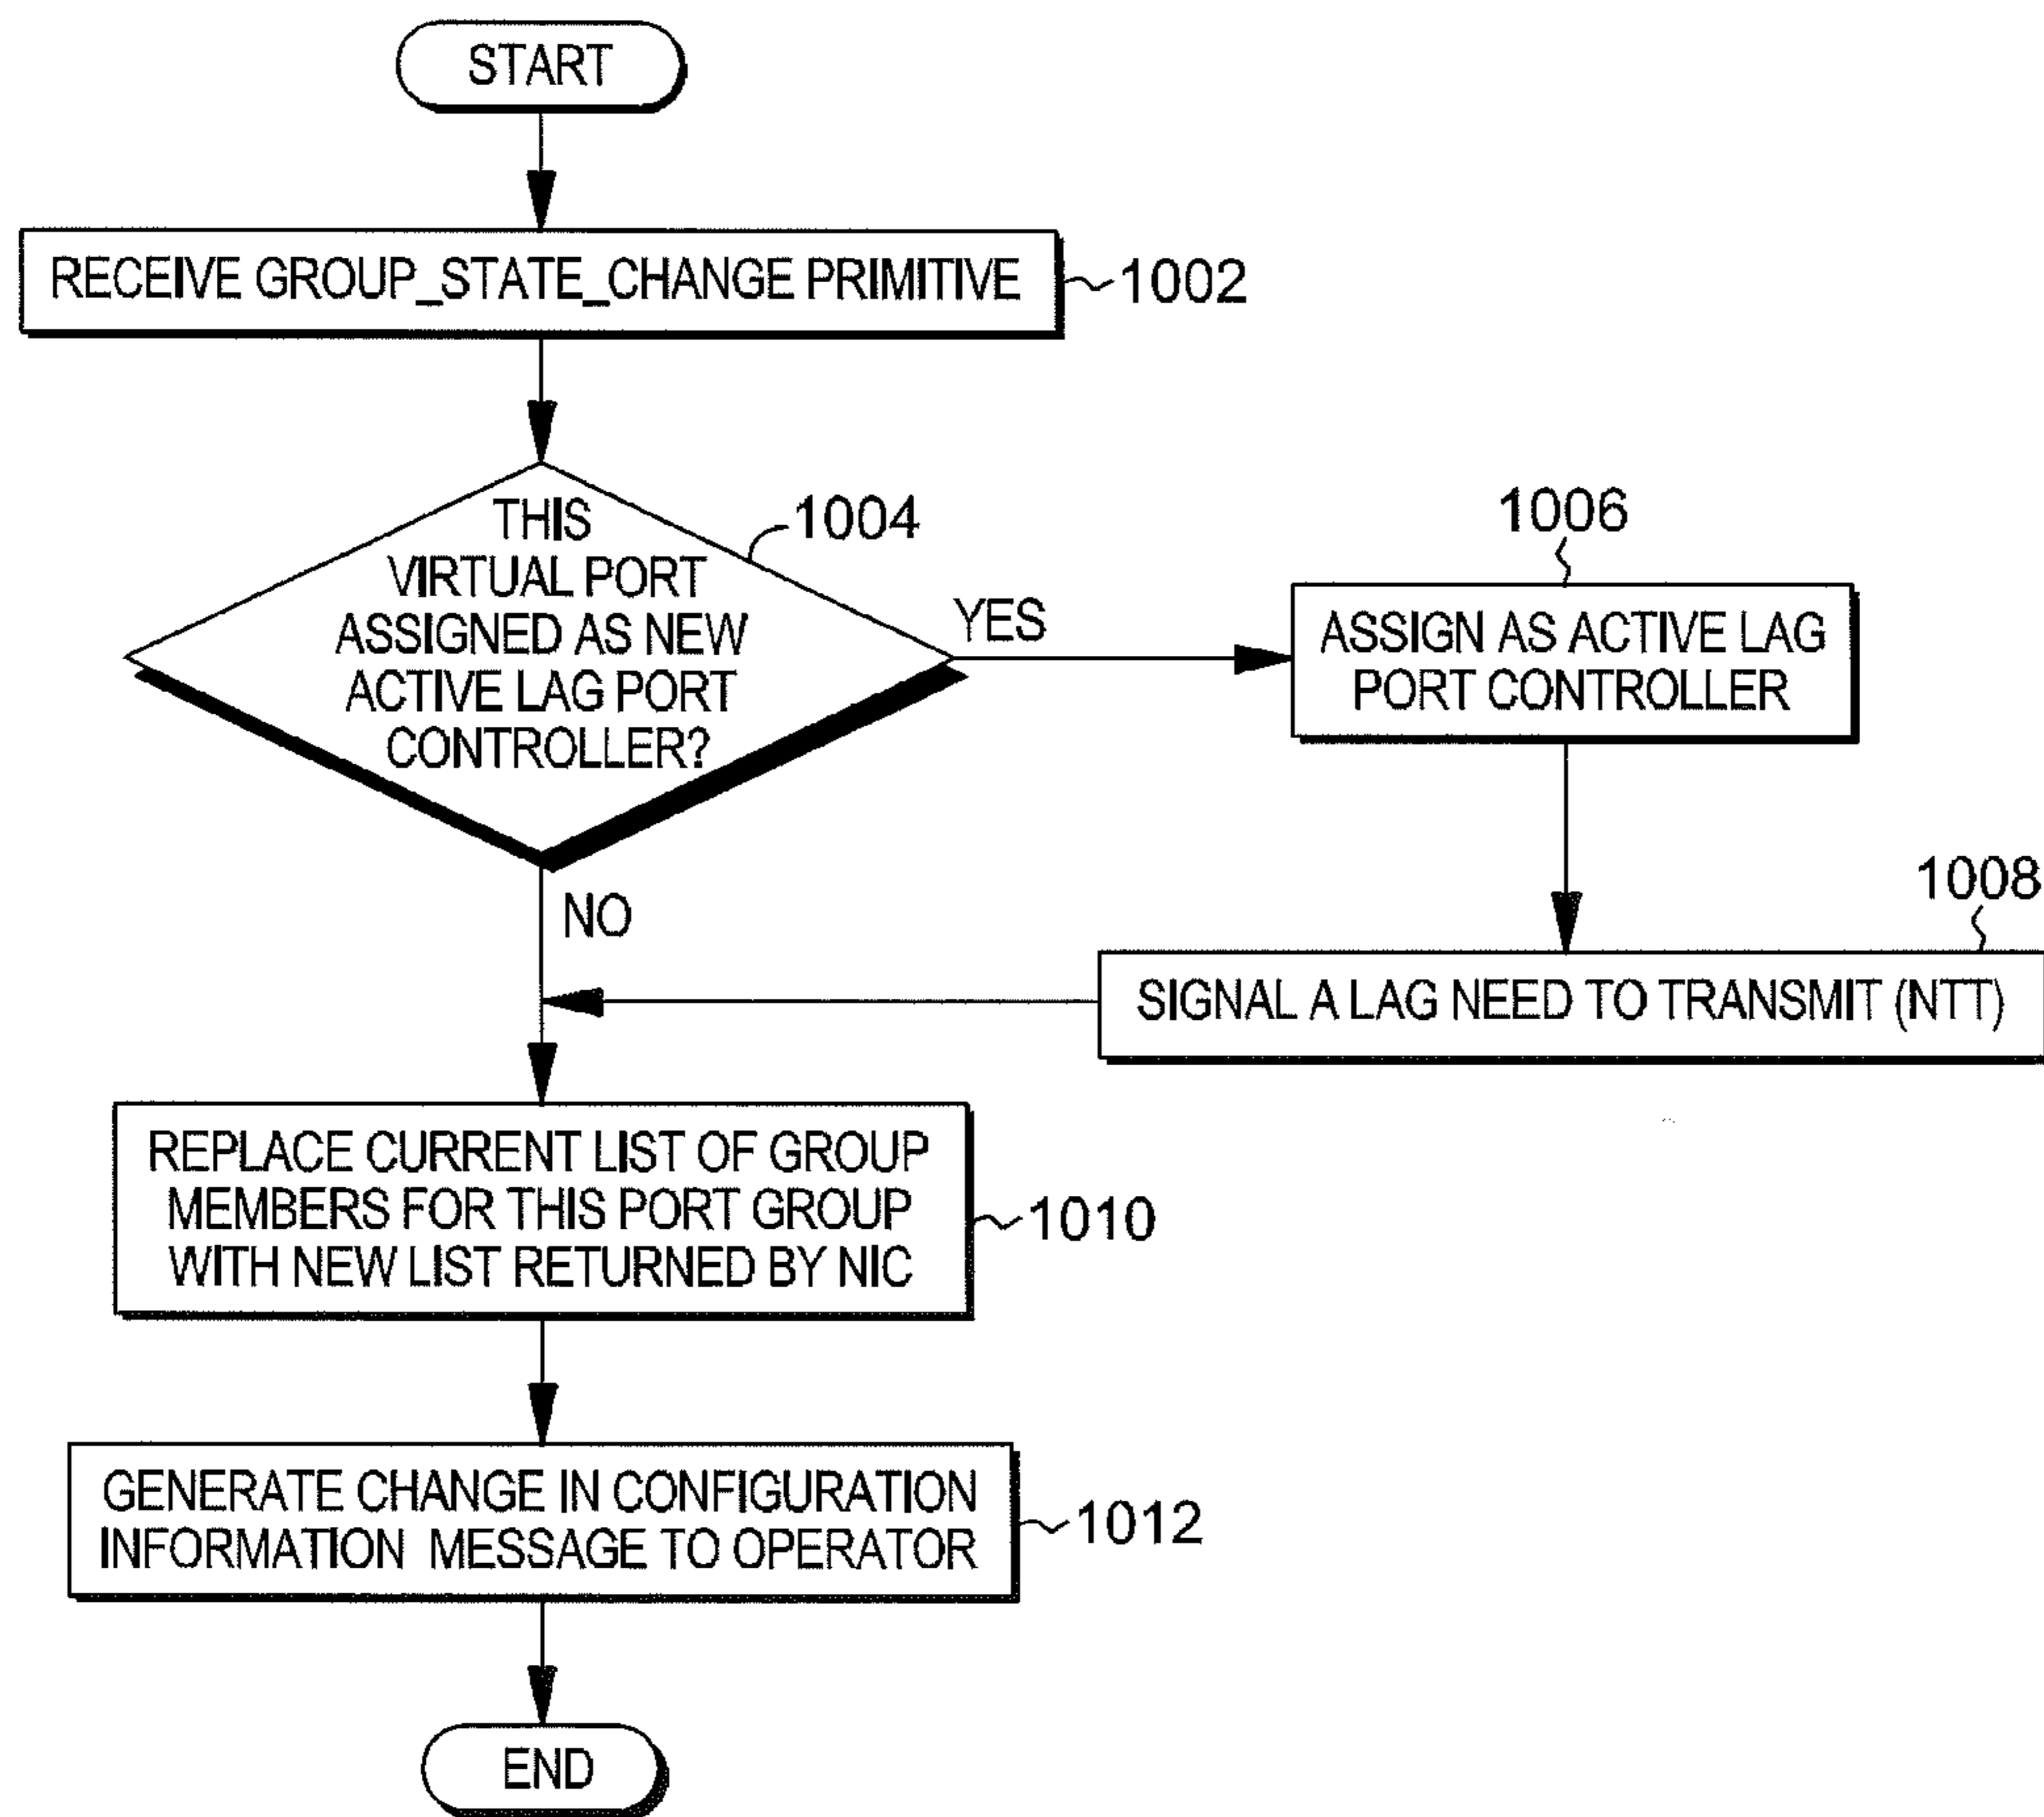 START
RECEIVE GROUP_STATE_CHANGE PRIMITIVE
1002
THIS
VIRTUAL PORT
ASSIGNED AS NEW
ACTIVE LAG PORT
CONTROLLER?
1004
YES
1006
ASSIGN AS ACTIVE LAG
PORT CONTROLLER
NO
1008
SIGNAL A LAG NEED TO TRANSMIT (NTT)
REPLACE CURRENT LIST OF GROUP
MEMBERS FOR THIS PORT GROUP
WITH NEW LIST RETURNED BY NIC
1010
GENERATE CHANGE IN CONFIGURATION
INFORMATION MESSAGE TO OPERATOR
1012
END